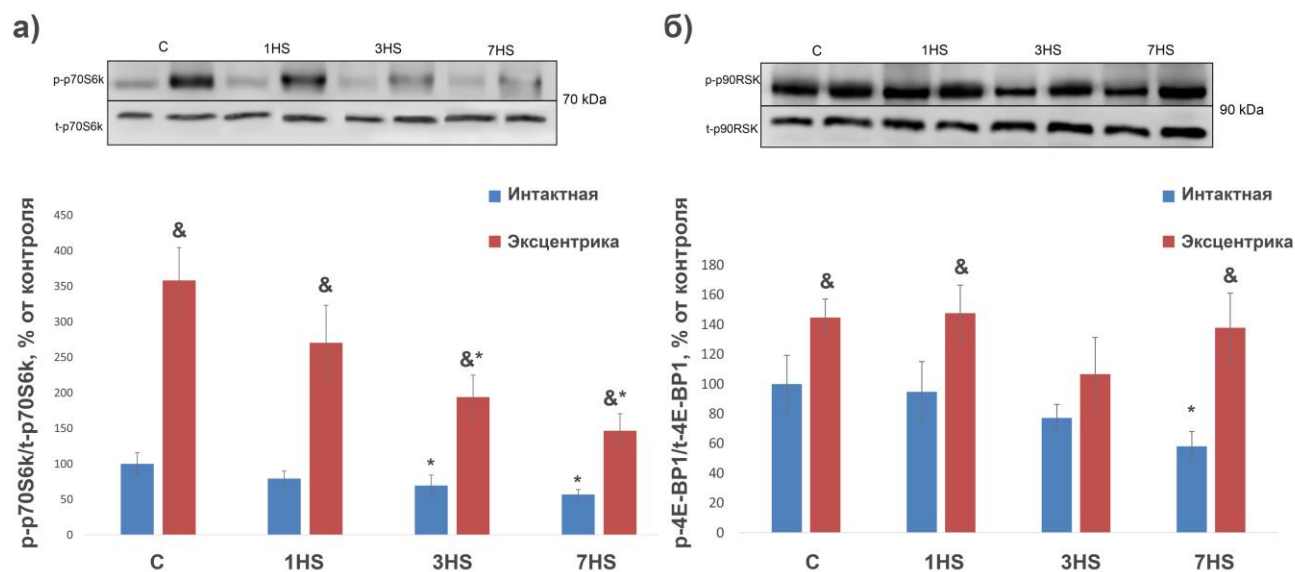 а)
C 1HS 3HS 7HS
p-p70S6k
70 kDa
t-p70S6k
Интактная
Эксцентрика
p-p70S6k/t-p70S6k, % от контроля
450
400
350
300
250
200
150
100
50
0
&
&
&*
&*
*
*
C 1HS 3HS 7HS
б)
C 1HS 3HS 7HS
p-p90RSK
90 kDa
t-p90RSK
Интактная
Эксцентрика
p-4E-BP1/t-4E-BP1, % от контроля
180
160
140
120
100
80
60
40
20
0
&
&
&
*
C 1HS 3HS 7HS